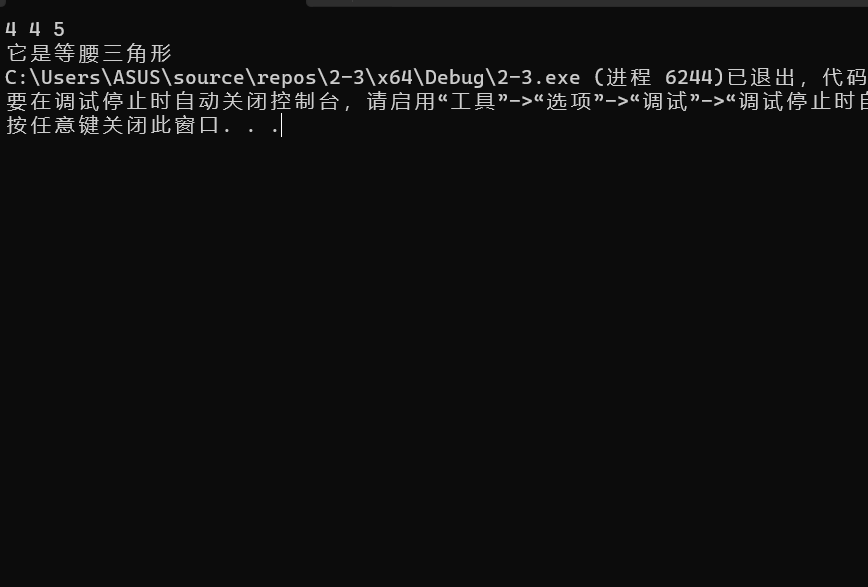 4 4 5
它是等腰三角形
C:\Users\ASUS\source\repos\2-3\x64\Debug\2-3.exe (进程 6244)已退出，代码
要在调试停止时自动关闭控制台，请启用“工具”->“选项”->“调试”->“调试停止时自
按任意键关闭此窗口. . .